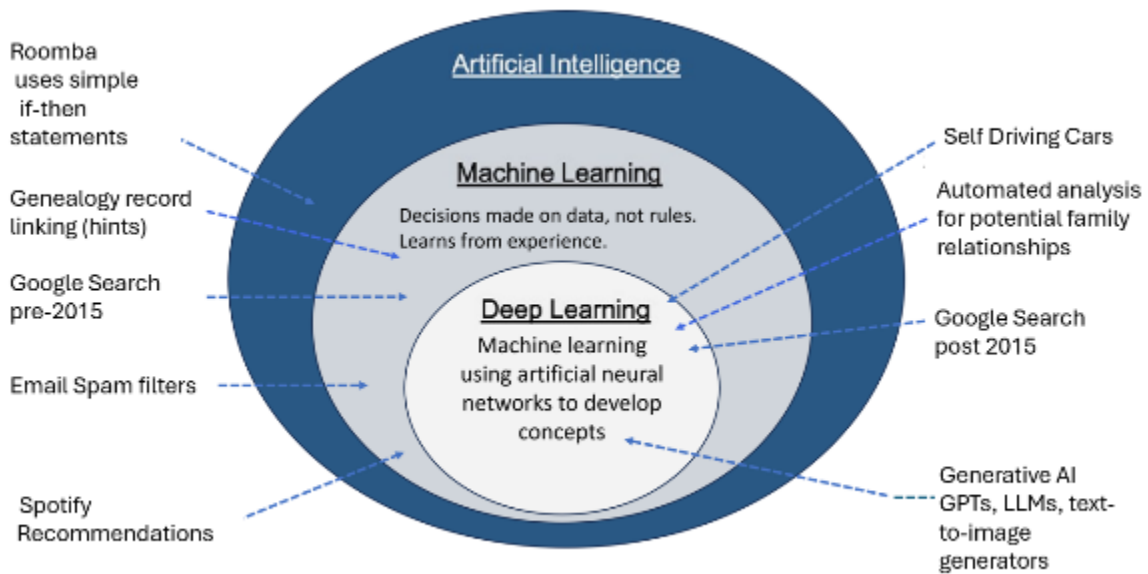 Artificial Intelligence
Machine Learning
Decisions made on data, not rules.
Learns from experience.
Deep Learning
Machine learning
using artificial neural
networks to develop
concepts
Roomba
uses simple
if-then
statements
Genealogy record
linking (hints)
Google Search
pre-2015
Email Spam filters
Spotify
Recommendations
Self Driving Cars
Automated analysis
for potential family
relationships
Google Search
post 2015
Generative AI
GPTs, LLMs, text-
to-image
generators